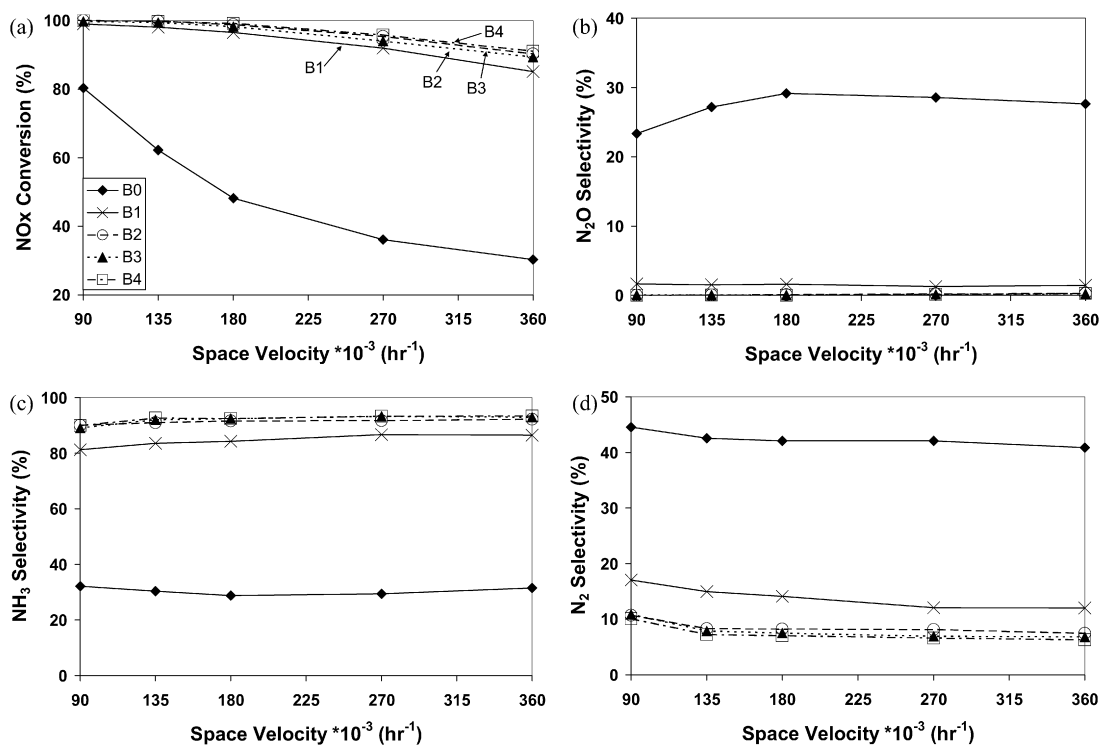 (a)
NOx Conversion (%)
100
80
60
40
20
B1
B2
B3
B4
B0
B1
B2
B3
B4
90 135 180 225 270 315 360
Space Velocity *10⁻³ (hr⁻¹)
(b)
N₂O Selectivity (%)
40
30
20
10
0
90 135 180 225 270 315 360
Space Velocity *10⁻³ (hr⁻¹)
(c)
NH₃ Selectivity (%)
100
80
60
40
20
0
90 135 180 225 270 315 360
Space Velocity *10⁻³ (hr⁻¹)
(d)
N₂ Selectivity (%)
50
40
30
20
10
0
90 135 180 225 270 315 360
Space Velocity *10⁻³ (hr⁻¹)